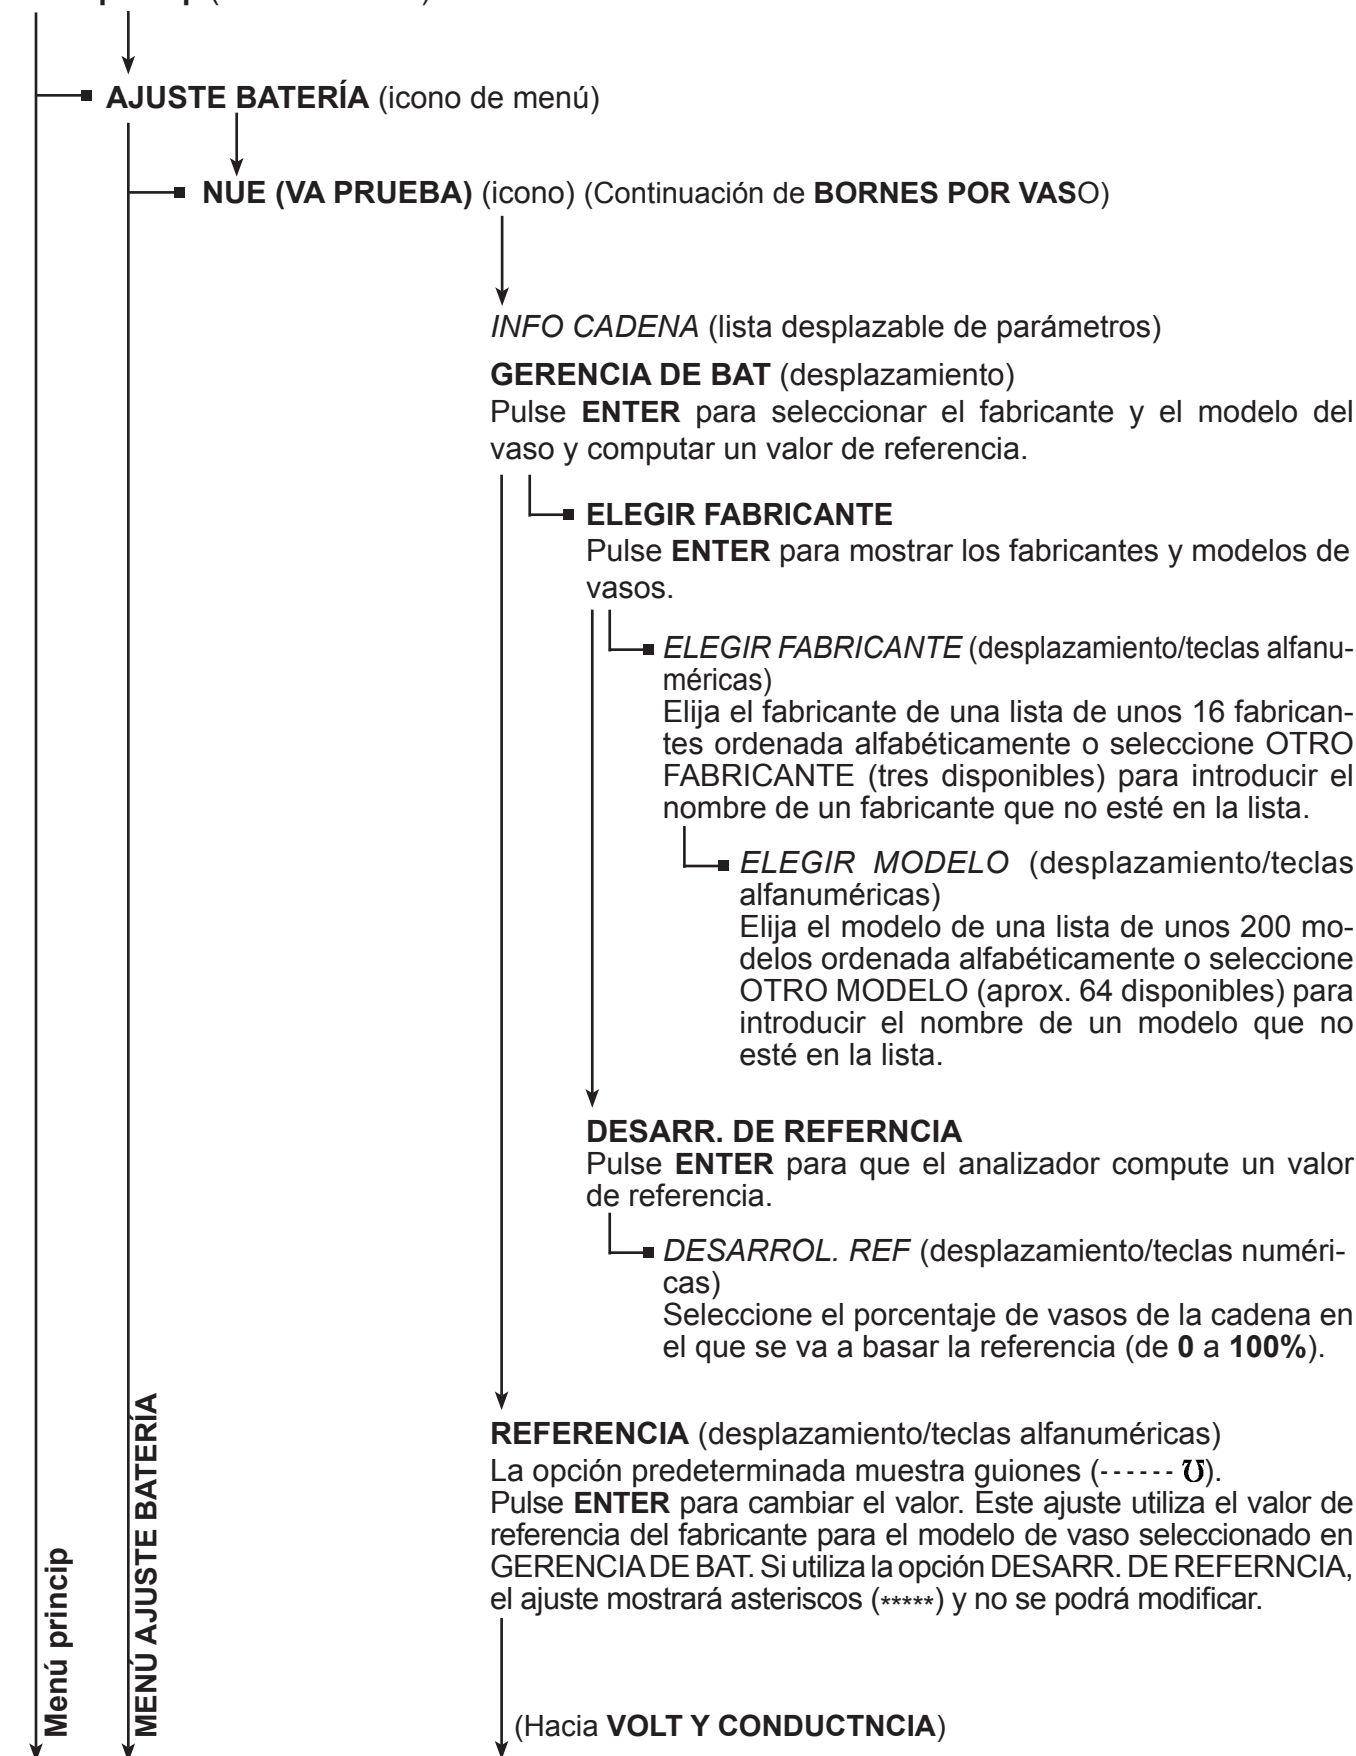 AJUSTE BATERÍA (icono de menú)
NUE (VA PRUEBA) (icono) (Continuación de BORNES POR VASO)
INFO CADENA (lista desplazable de parámetros)
GERENCIA DE BAT (desplazamiento)
Pulse ENTER para seleccionar el fabricante y el modelo del
vaso y computar un valor de referencia.
ELEGIR FABRICANTE
Pulse ENTER para mostrar los fabricantes y modelos de
vasos.
ELEGIR FABRICANTE (desplazamiento/teclas alfanu-
méricas)
Elija el fabricante de una lista de unos 16 fabrican-
tes ordenada alfabéticamente o seleccione OTRO
FABRICANTE (tres disponibles) para introducir el
nombre de un fabricante que no esté en la lista.
ELEGIR MODELO (desplazamiento/teclas
alfanuméricas)
Elija el modelo de una lista de unos 200 mo-
delos ordenada alfabéticamente o seleccione
OTRO MODELO (aprox. 64 disponibles) para
introducir el nombre de un modelo que no
esté en la lista.
DESARR. DE REFERNCIA
Pulse ENTER para que el analizador compute un valor
de referencia.
DESARROL. REF (desplazamiento/teclas numéri-
cas)
Seleccione el porcentaje de vasos de la cadena en
el que se va a basar la referencia (de 0 a 100%).
REFERENCIA (desplazamiento/teclas alfanuméricas)
La opción predeterminada muestra guiones (------ ℧).
Pulse ENTER para cambiar el valor. Este ajuste utiliza el valor de
referencia del fabricante para el modelo de vaso seleccionado en
GERENCIA DE BAT. Si utiliza la opción DESARR. DE REFERNCIA,
el ajuste mostrará asteriscos (*****) y no se podrá modificar.
(Hacia VOLT Y CONDUCTNCIA)
Menú princip
MENÚ AJUSTE BATERÍA